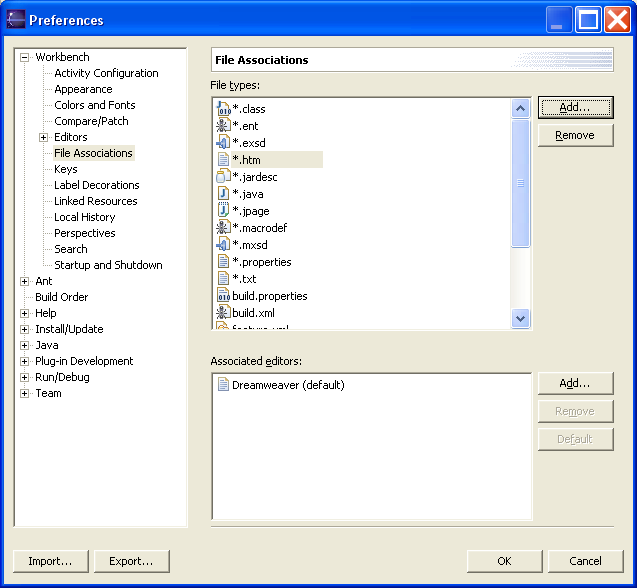 Preferences
Workbench
Activity Configuration
Appearance
Colors and Fonts
Compare/Patch
Editors
File Associations
Keys
Label Decorations
Linked Resources
Local History
Perspectives
Search
Startup and Shutdown
Ant
Build Order
Help
Install/Update
Java
Plug-in Development
Run/Debug
Team
File Associations
File types:
*.class
*.ent
*.exsd
*.htm
*.jardesc
*.java
*.jpage
*.macrodef
*.mxsd
*.properties
*.txt
build.properties
build.xml
feature.xml
Add...
Remove
Associated editors:
Dreamweaver (default)
Add...
Remove
Default
Import...
Export...
OK
Cancel